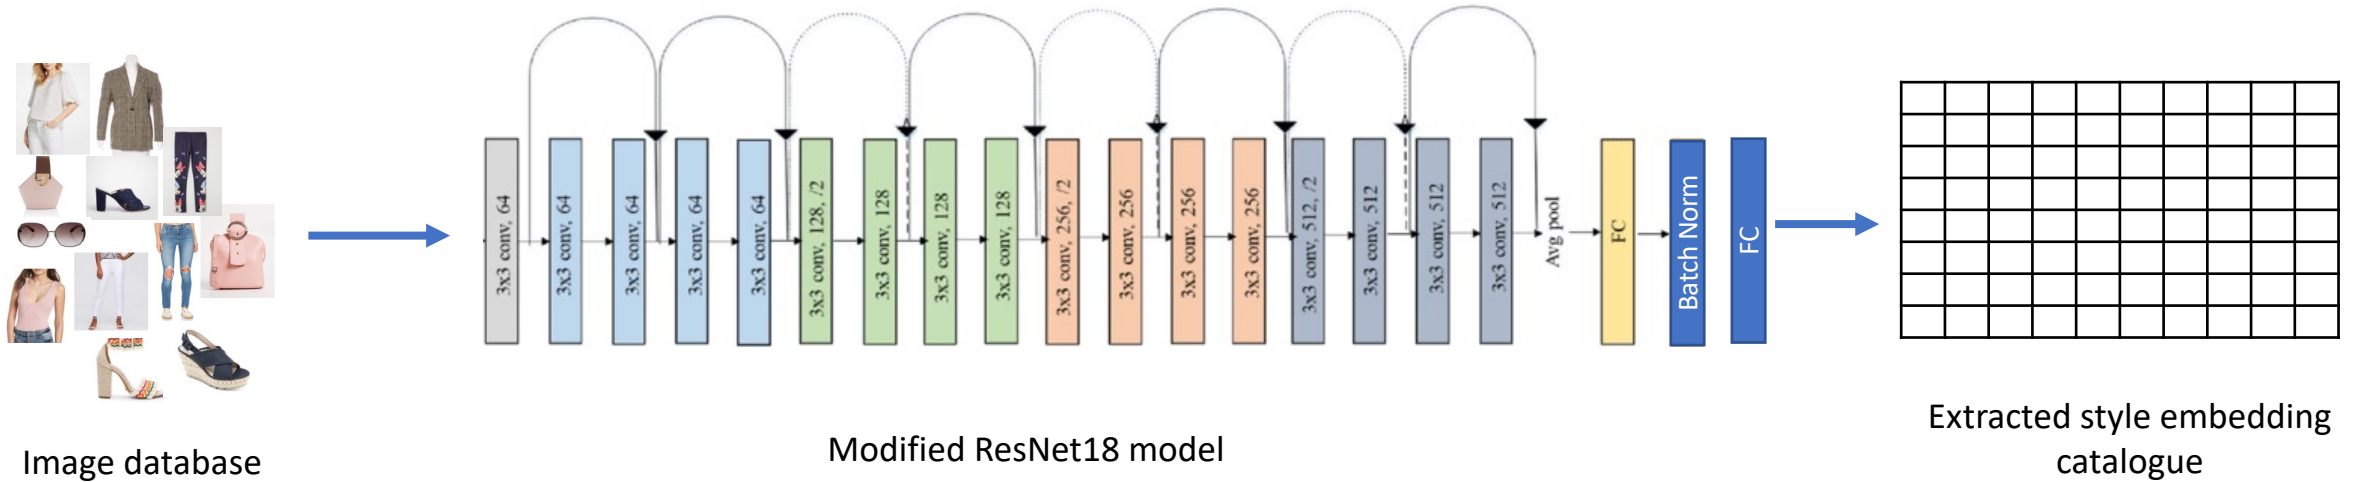 3x3 conv, 64
3x3 conv, 64
3x3 conv, 64
3x3 conv, 64
3x3 conv, 64
3x3 conv, 128, /2
3x3 conv, 128
3x3 conv, 128
3x3 conv, 128
3x3 conv, 256, /2
3x3 conv, 256
3x3 conv, 256
3x3 conv, 256
3x3 conv, 512, /2
3x3 conv, 512
3x3 conv, 512
3x3 conv, 512
Avg pool
FC
Batch Norm
FC
Image database
Modified ResNet18 model
Extracted style embedding
catalogue